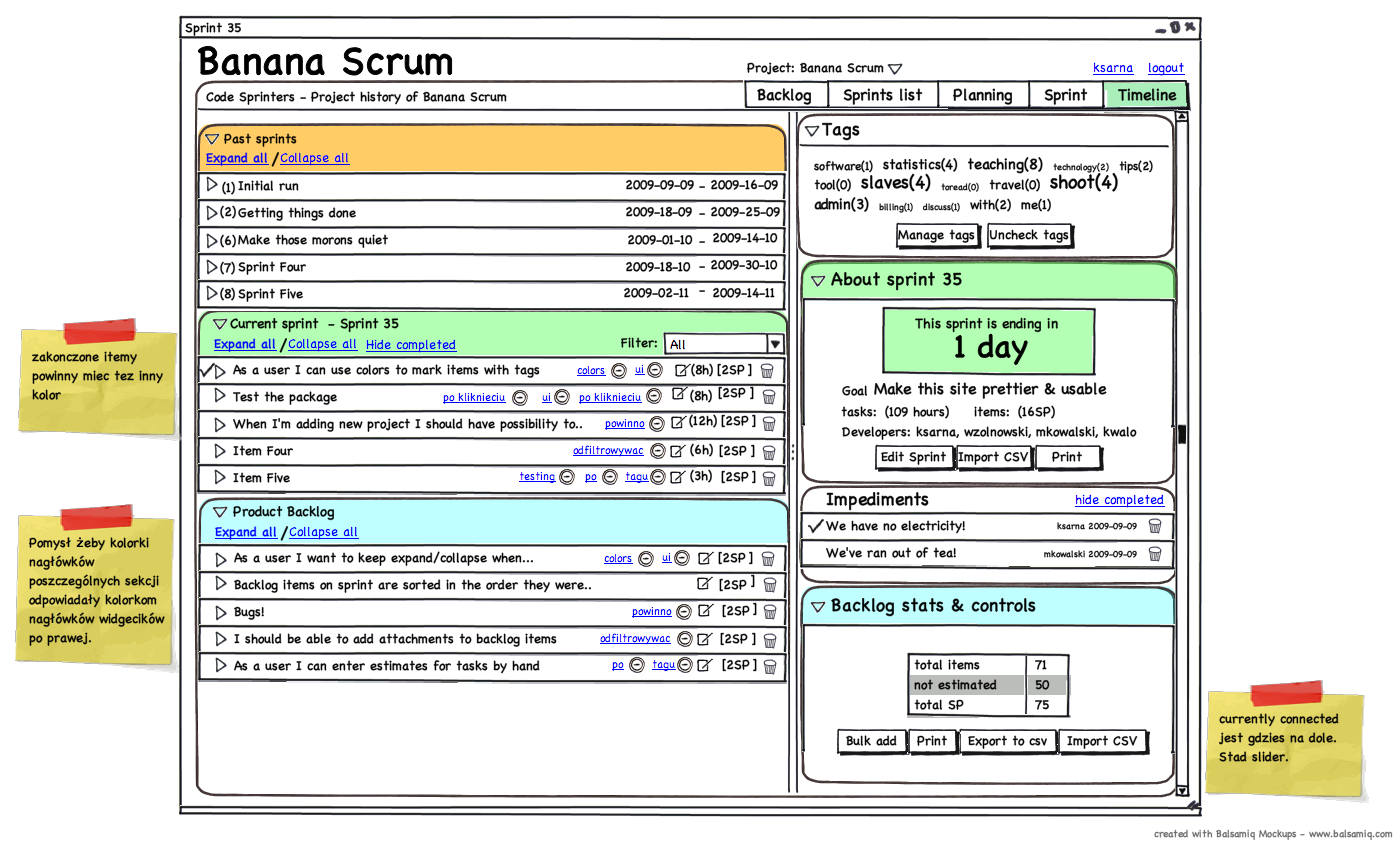 Sprint 35
Banana Scrum
Project: Banana Scrum
ksarna logout
Code Sprinters - Project history of Banana Scrum
Backlog Sprints list Planning Sprint Timeline
Past sprints
Expand all / Collapse all
(1) Initial run 2009-09-09 - 2009-16-09
(2) Getting things done 2009-18-09 - 2009-25-09
(6) Make those morons quiet 2009-01-10 - 2009-14-10
(7) Sprint Four 2009-18-10 - 2009-30-10
(8) Sprint Five 2009-02-11 - 2009-14-11
Current sprint - Sprint 35
Expand all / Collapse all Hide completed Filter: All
As a user I can use colors to mark items with tags colors ui (8h) [2SP ]
Test the package po kliknieciu ui po kliknieciu (8h) [2SP ]
When I'm adding new project I should have possibility to.. powinno (12h) [2SP ]
Item Four odfiltrowywac (6h) [2SP ]
Item Five testing po tagu (3h) [2SP ]
Product Backlog
Expand all / Collapse all
As a user I want to keep expand/collapse when... colors ui [2SP ]
Backlog items on sprint are sorted in the order they were.. [2SP ]
Bugs! powinno [2SP ]
I should be able to add attachments to backlog items odfiltrowywac [2SP ]
As a user I can enter estimates for tasks by hand po tagu [2SP ]
Tags
software(1) statistics(4) teaching(8) technology(2) tips(2)
tool(0) slaves(4) toread(0) travel(0) shoot(4)
admin(3) billing(1) discuss(1) with(2) me(1)
Manage tags Uncheck tags
About sprint 35
This sprint is ending in
1 day
Goal Make this site prettier & usable
tasks: (109 hours) items: (16SP)
Developers: ksarna, wzolnowski, mkowalski, kwalo
Edit Sprint Import CSV Print
Impediments hide completed
We have no electricity! ksarna 2009-09-09
We've ran out of tea! mkowalski 2009-09-09
Backlog stats & controls
total items 71
not estimated 50
total SP 75
Bulk add Print Export to csv Import CSV
zakonczone itemy
powinny miec tez inny
kolor
Pomysł żeby kolorki
nagłówków
poszczególnych sekcji
odpowiadały kolorkom
nagłówków widgecików
po prawej.
currently connected
jest gdzies na dole.
Stad slider.
created with Balsamiq Mockups - www.balsamiq.com